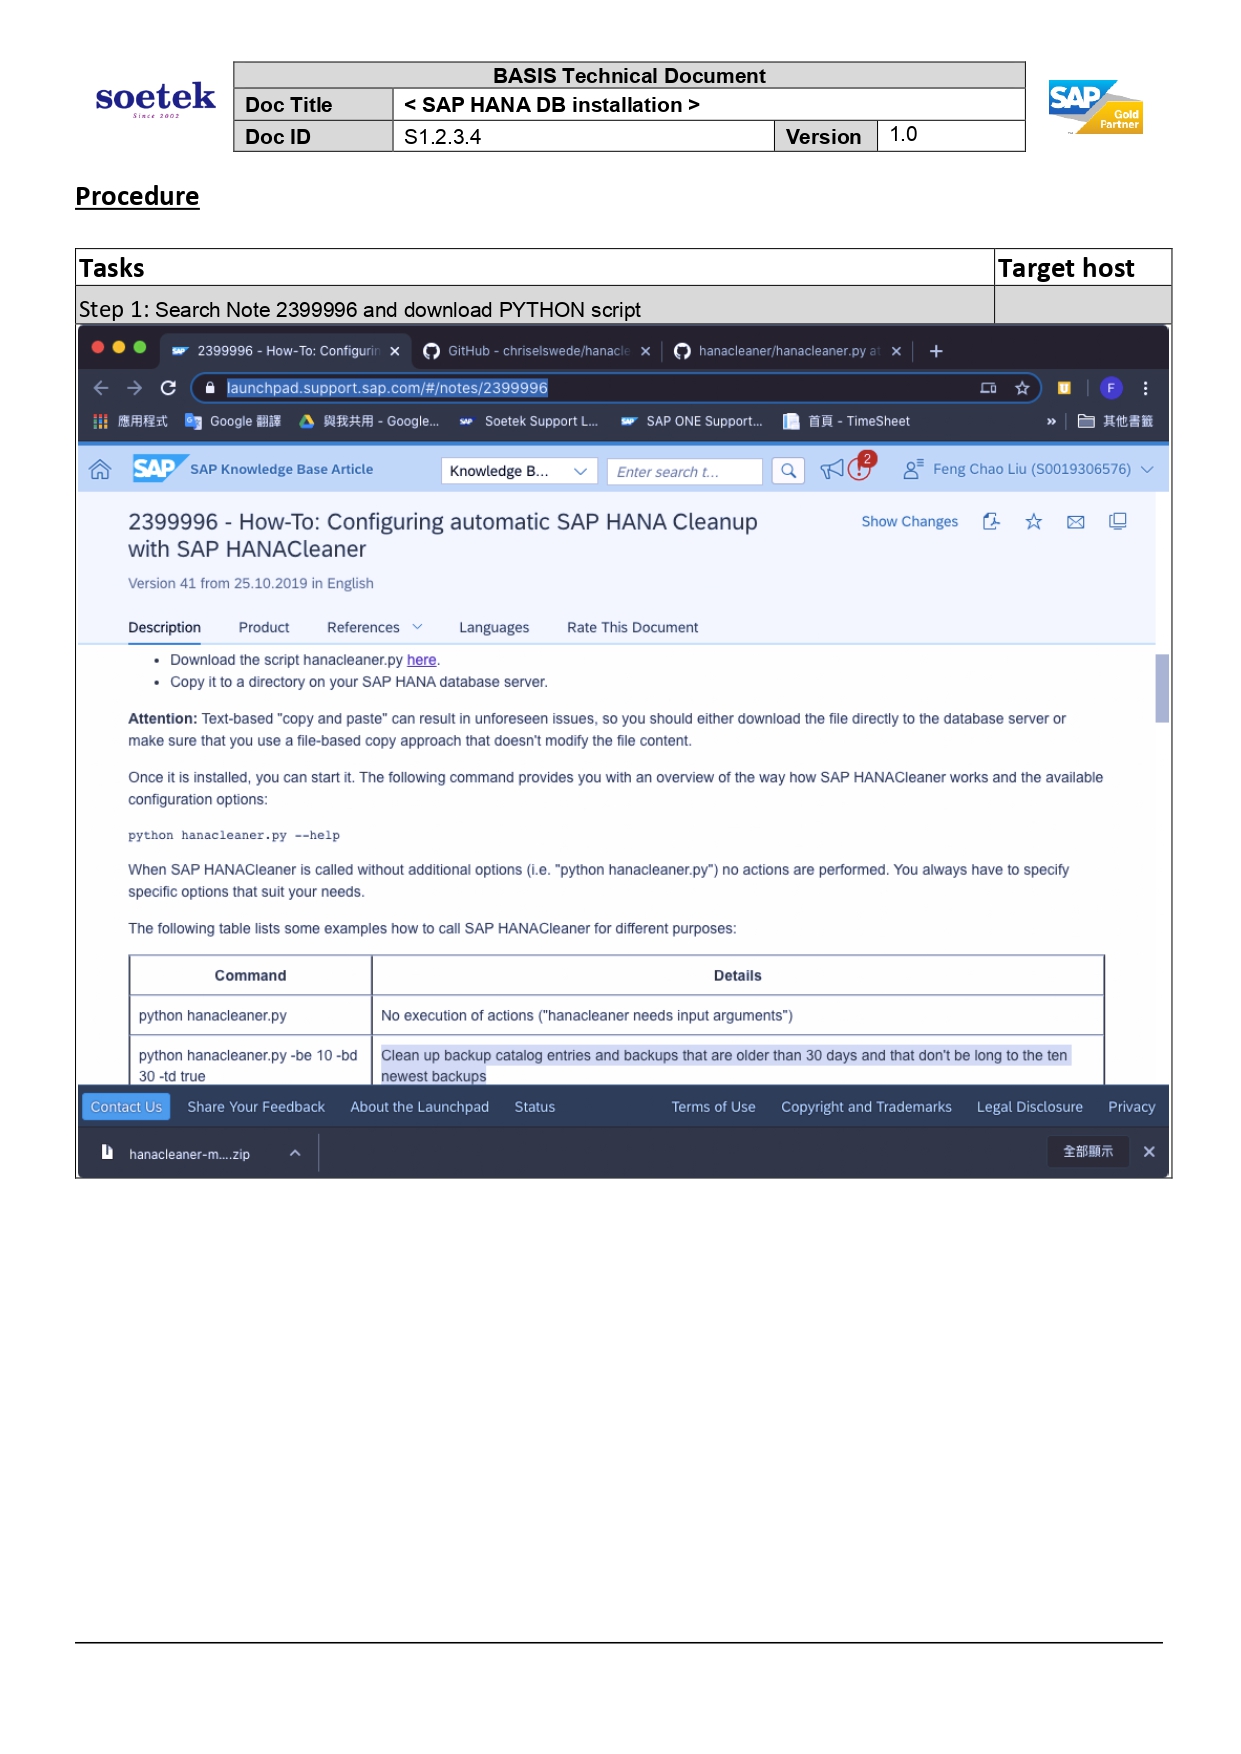 soetek
Since 2002
BASIS Technical Document
Doc Title < SAP HANA DB installation >
Doc ID S1.2.3.4 Version 1.0
SAP Gold Partner
Procedure
Tasks Target host
Step 1: Search Note 2399996 and download PYTHON script
2399996 - How-To: Configurin GitHub - chriselswede/hanacle hanacleaner/hanacleaner.py at
launchpad.support.sap.com/#/notes/2399996 F
應用程式 Google 翻譯 與我共用 - Google... Soetek Support L... SAP ONE Support... 首頁 - TimeSheet » 其他書籤
SAP SAP Knowledge Base Article Knowledge B... Enter search t... 2 Feng Chao Liu (S0019306576)
2399996 - How-To: Configuring automatic SAP HANA Cleanup
with SAP HANACleaner
Show Changes
Version 41 from 25.10.2019 in English
Description Product References Languages Rate This Document
• Download the script hanacleaner.py here.
• Copy it to a directory on your SAP HANA database server.
Attention: Text-based "copy and paste" can result in unforeseen issues, so you should either download the file directly to the database server or
make sure that you use a file-based copy approach that doesn't modify the file content.
Once it is installed, you can start it. The following command provides you with an overview of the way how SAP HANACleaner works and the available
configuration options:
python hanacleaner.py --help
When SAP HANACleaner is called without additional options (i.e. "python hanacleaner.py") no actions are performed. You always have to specify
specific options that suit your needs.
The following table lists some examples how to call SAP HANACleaner for different purposes:
Command Details
python hanacleaner.py No execution of actions ("hanacleaner needs input arguments")
python hanacleaner.py -be 10 -bd
30 -td true
Clean up backup catalog entries and backups that are older than 30 days and that don't be long to the ten
newest backups
Contact Us Share Your Feedback About the Launchpad Status Terms of Use Copyright and Trademarks Legal Disclosure Privacy
hanacleaner-m....zip 全部顯示